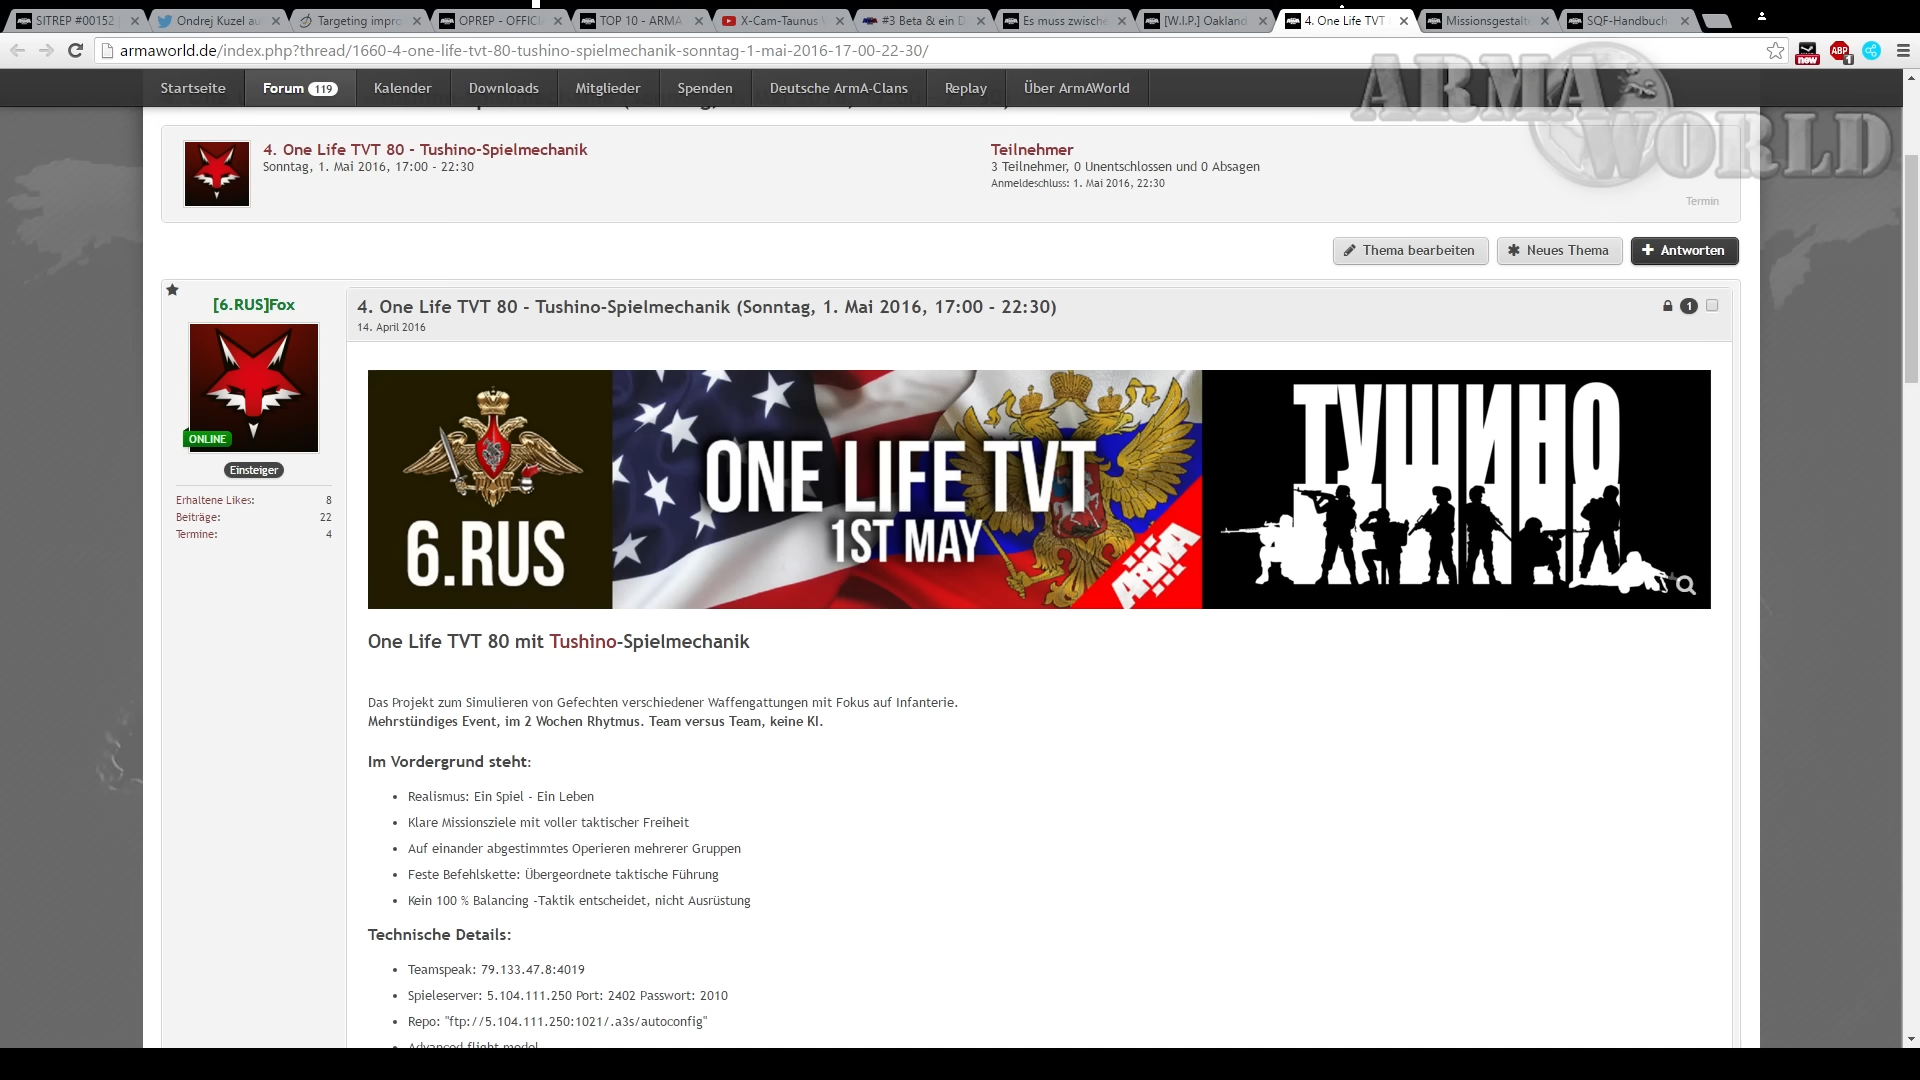 SITREP #00152
Ondrej Kuzel au
Targeting impro
OPREP - OFFICI
TOP 10 - ARMA
X-Cam-Taunus
#3 Beta & ein D
Es muss zwische
[W.I.P.] Oakland
4. One Life TVT
Missionsgestalt
SQF-Handbuch
armaworld.de/index.php?thread/1660-4-one-life-tvt-80-tushino-spielmechanik-sonntag-1-mai-2016-17-00-22-30/
new
ABP
1
Startseite
Forum 119
Kalender
Downloads
Mitglieder
Spenden
Deutsche ArmA-Clans
Replay
Über ArmAWorld
ARMA
WORLD
4. One Life TVT 80 - Tushino-Spielmechanik
Sonntag, 1. Mai 2016, 17:00 - 22:30
Teilnehmer
3 Teilnehmer, 0 Unentschlossen und 0 Absagen
Anmeldeschluss: 1. Mai 2016, 22:30
Termin
Thema bearbeiten
Neues Thema
Antworten
[6.RUS]Fox
ONLINE
Einsteiger
Erhaltene Likes: 8
Beiträge: 22
Termine: 4
4. One Life TVT 80 - Tushino-Spielmechanik (Sonntag, 1. Mai 2016, 17:00 - 22:30)
1
14. April 2016
6.RUS
ONE LIFE TVT
1ST MAY
ARMA
ТУШИНО
One Life TVT 80 mit Tushino-Spielmechanik
Das Projekt zum Simulieren von Gefechten verschiedener Waffengattungen mit Fokus auf Infanterie.
Mehrstündiges Event, im 2 Wochen Rhytmus. Team versus Team, keine KI.
Im Vordergrund steht:
• Realismus: Ein Spiel - Ein Leben
• Klare Missionsziele mit voller taktischer Freiheit
• Auf einander abgestimmtes Operieren mehrerer Gruppen
• Feste Befehlskette: Übergeordnete taktische Führung
• Kein 100 % Balancing -Taktik entscheidet, nicht Ausrüstung
Technische Details:
• Teamspeak: 79.133.47.8:4019
• Spieleserver: 5.104.111.250 Port: 2402 Passwort: 2010
• Repo: "ftp://5.104.111.250:1021/.a3s/autoconfig"
• Advanced flight model